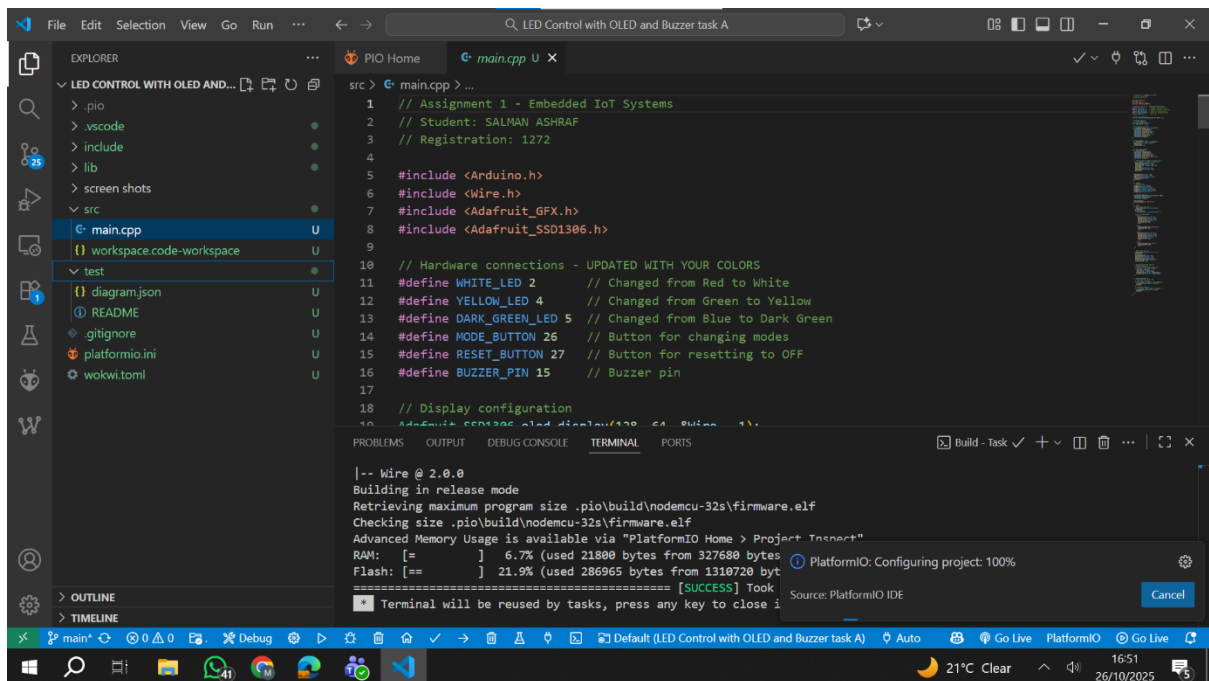 File Edit Selection View Go Run ···
LED Control with OLED and Buzzer task A
EXPLORER
LED CONTROL WITH OLED AND...
.pio
.vscode
include
lib
screen shots
src
main.cpp U
workspace.code-workspace U
test
diagram.json U
README U
.gitignore U
platformio.ini U
wokwi.toml U
OUTLINE
TIMELINE
25
1
PIO Home
main.cpp U
src > main.cpp > ...
1 // Assignment 1 - Embedded IoT Systems
2 // Student: SALMAN ASHRAF
3 // Registration: 1272
4
5 #include <Arduino.h>
6 #include <Wire.h>
7 #include <Adafruit_GFX.h>
8 #include <Adafruit_SSD1306.h>
9
10 // Hardware connections - UPDATED WITH YOUR COLORS
11 #define WHITE_LED 2 // Changed from Red to White
12 #define YELLOW_LED 4 // Changed from Green to Yellow
13 #define DARK_GREEN_LED 5 // Changed from Blue to Dark Green
14 #define MODE_BUTTON 26 // Button for changing modes
15 #define RESET_BUTTON 27 // Button for resetting to OFF
16 #define BUZZER_PIN 15 // Buzzer pin
17
18 // Display configuration
19 Adafruit_SSD1306 oled_display(128, 64, &Wire, -1);
PROBLEMS OUTPUT DEBUG CONSOLE TERMINAL PORTS
Build - Task
|-- Wire @ 2.0.0
Building in release mode
Retrieving maximum program size .pio\build\nodemcu-32s\firmware.elf
Checking size .pio\build\nodemcu-32s\firmware.elf
Advanced Memory Usage is available via "PlatformIO Home > Project Inspect"
RAM: [= ] 6.7% (used 21800 bytes from 327680 bytes
Flash: [== ] 21.9% (used 286965 bytes from 1310720 byt
========================================= [SUCCESS] Took
* Terminal will be reused by tasks, press any key to close i
PlatformIO: Configuring project: 100%
Source: PlatformIO IDE
Cancel
main* 0 0 Debug Default (LED Control with OLED and Buzzer task A) Auto Go Live PlatformIO Go Live
41
21°C Clear
16:51
26/10/2025
5